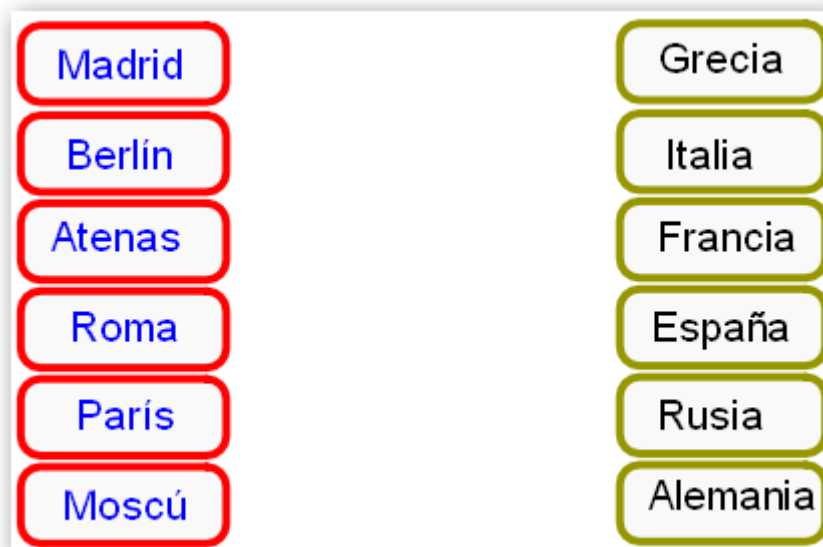 Madrid
Grecia
Berlín
Italia
Atenas
Francia
Roma
España
París
Rusia
Moscú
Alemania